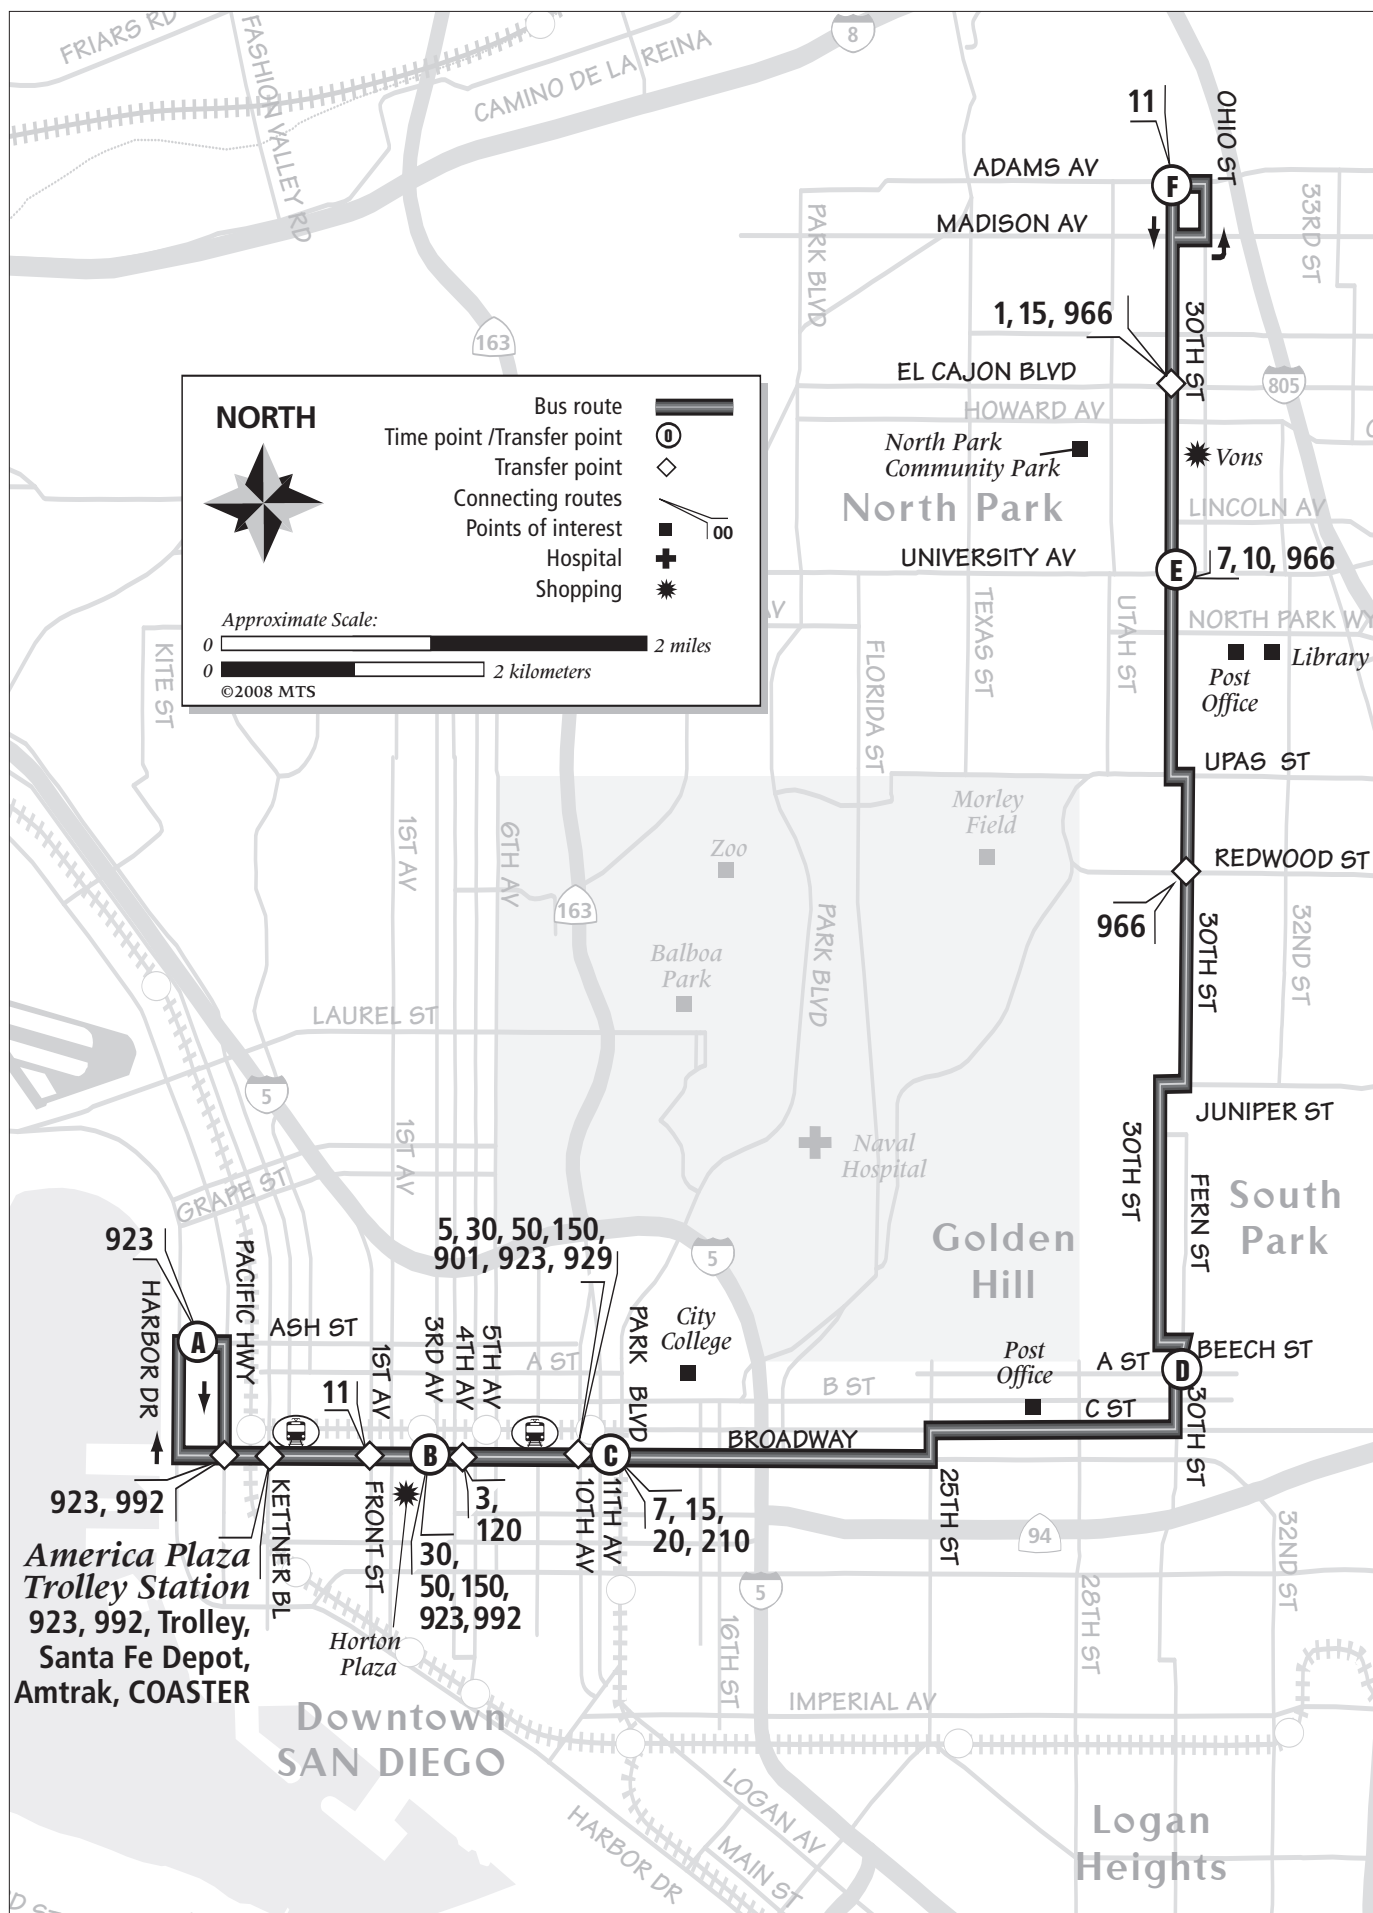 FRIARS RD
FASHION VALLEY RD
CAMINO DE LA REINA
8
11
OHIO ST
ADAMS AV
F
PARK BLVD
MADISON AV
33RD ST
1, 15, 966
30TH ST
163
EL CAJON BLVD
805
HOWARD AV
NORTH
Bus route
Time point /Transfer point
0
Transfer point
Connecting routes
00
Points of interest
Hospital
Shopping
Approximate Scale:
0
2 miles
0
2 kilometers
©2008 MTS
North Park
Community Park
Vons
North Park
LINCOLN AV
UNIVERSITY AV
E
7, 10, 966
AV
TEXAS ST
UTAH ST
NORTH PARK WY
KITE ST
FLORIDA ST
Post
Office
Library
UPAS ST
1ST AV
6TH AV
Morley
Field
Zoo
REDWOOD ST
163
966
PARK BLVD
30TH ST
32ND ST
Balboa
Park
LAUREL ST
5
JUNIPER ST
1ST AV
30TH ST
Naval
Hospital
GRAPE ST
FERN ST
South
Park
5, 30, 50, 150,
901, 923, 929
923
HARBOR DR
PACIFIC HWY
5
Golden
Hill
A
ASH ST
1ST AV
3RD AV
4TH AV
5TH AV
A ST
PARK BLVD
City
College
Post
Office
A ST
BEECH ST
D
B ST
C ST
30TH ST
11
B
C
BROADWAY
923, 992
KETTNER BL
FRONT ST
3,
120
10TH AV
11TH AV
7, 15,
20, 210
25TH ST
94
32ND ST
America Plaza
Trolley Station
923, 992, Trolley,
Santa Fe Depot,
Amtrak, COASTER
30,
50, 150,
923, 992
Horton
Plaza
5
16TH ST
28TH ST
IMPERIAL AV
Downtown
SAN DIEGO
LOGAN AV
MAIN ST
HARBOR DR
Logan
Heights